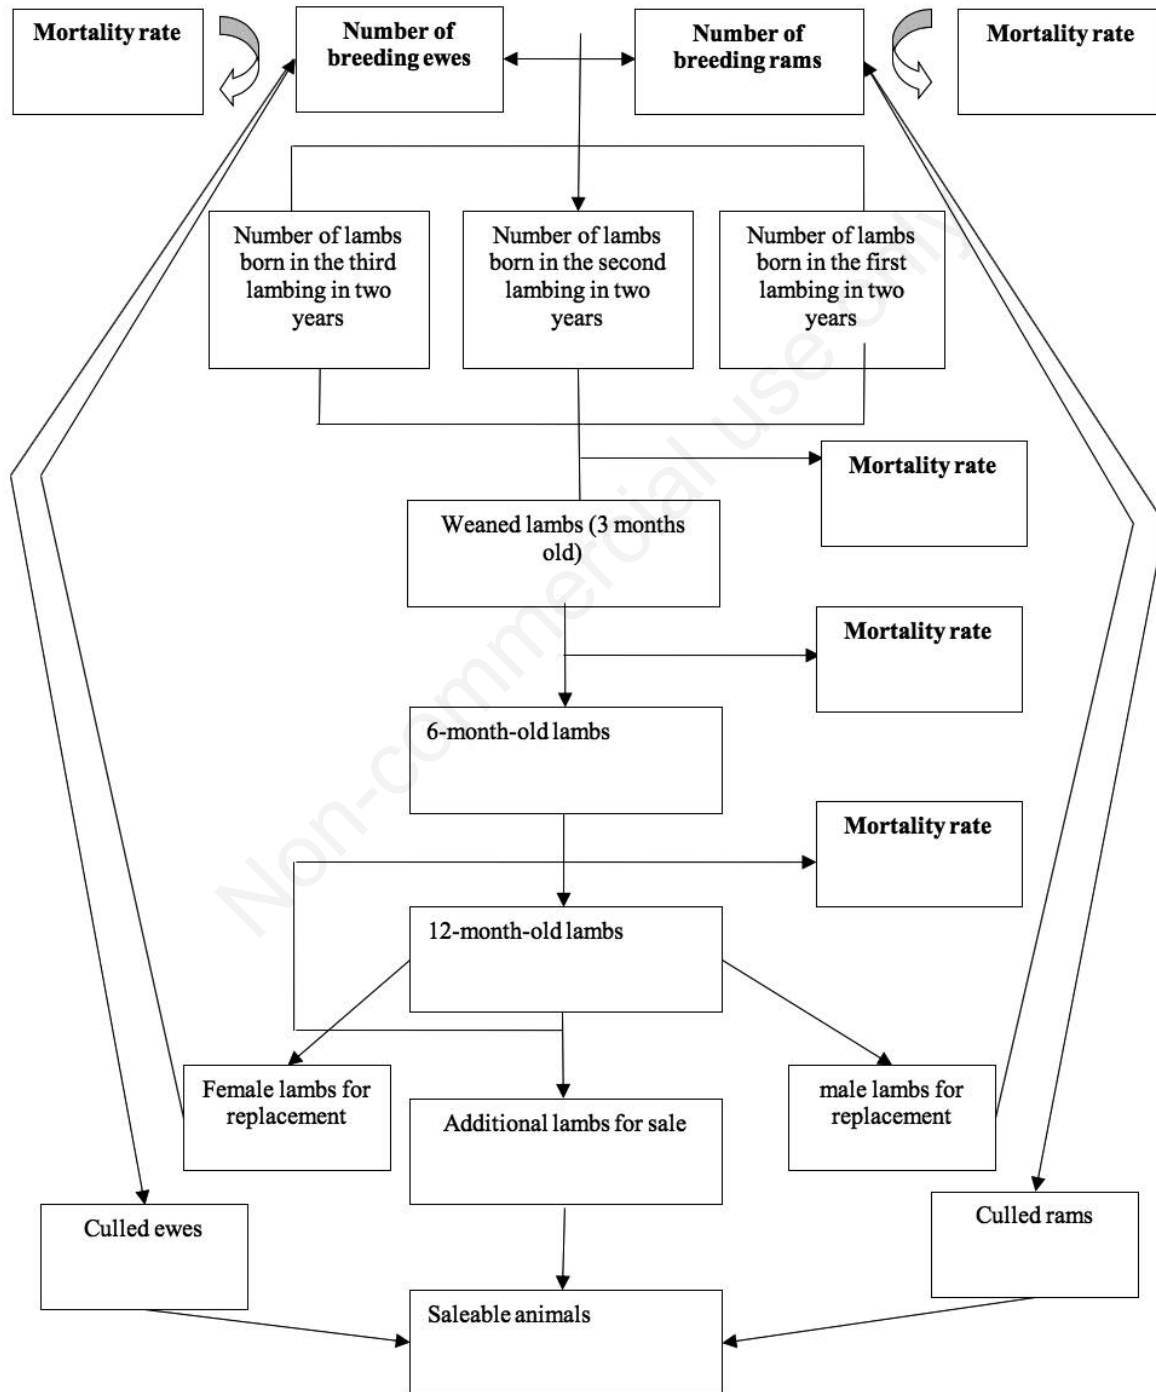 Mortality rate
Number of
breeding ewes
Number of
breeding rams
Mortality rate
Number of lambs
born in the third
lambing in two
years
Number of lambs
born in the second
lambing in two
years
Number of lambs
born in the first
lambing in two
years
Mortality rate
Weaned lambs (3 months
old)
Mortality rate
6-month-old lambs
Mortality rate
12-month-old lambs
Female lambs for
replacement
Additional lambs for sale
male lambs for
replacement
Culled ewes
Culled rams
Saleable animals
Non-commercial use only